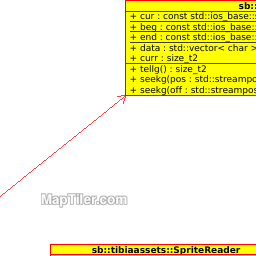 sb::
+ cur : const std::ios_base::
+ beg : const std::ios_base::
+ end : const std::ios_base::
+ data : std::vector< char >
+ curr : size_t2
+ tellg() : size_t2
+ seekg(pos : std::streampos
+ seekg(off : std::streampos
MapTiler.com
sb::tibiaassets::SpriteReader